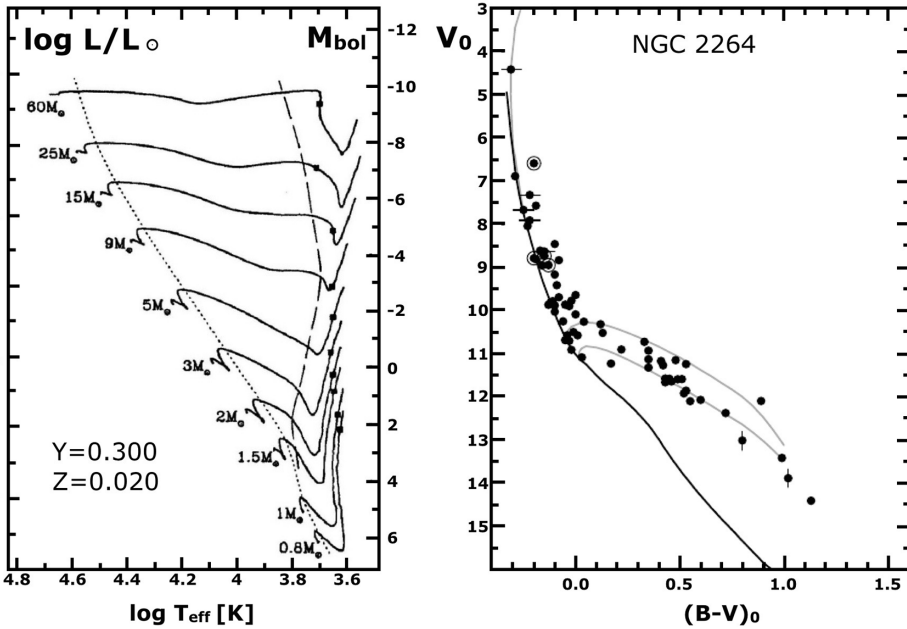 log L/L⊙
M bol
-12
-10
-8
-6
-4
-2
0
2
4
6
60M⊙
25M⊙
15M⊙
9M⊙
5M⊙
3M⊙
2M⊙
1.5M⊙
1M⊙
0.8M⊙
Y=0.300
Z=0.020
4.8 4.6 4.4 4.2 4.0 3.8 3.6
log Teff [K]
V0
NGC 2264
3
4
5
6
7
8
9
10
11
12
13
14
15
0.0 0.5 1.0 1.5
(B-V)0